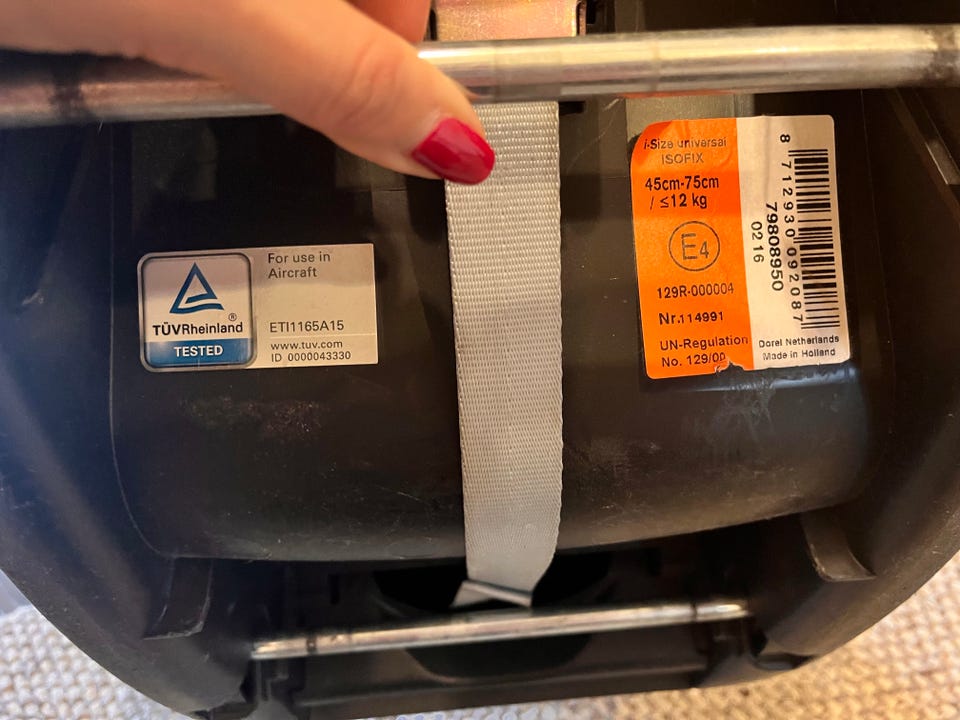 TÜVRheinland®
TESTED
For use in
Aircraft
ETI1165A15
www.tuv.com
ID 0000043330
i-Size universal
ISOFIX
45cm-75cm
/ ≤12 kg
E4
129R-000004
Nr.114991
UN-Regulation
No. 129/00
8 712930 092087
79808950
0216
Dorel Netherlands
Made in Holland